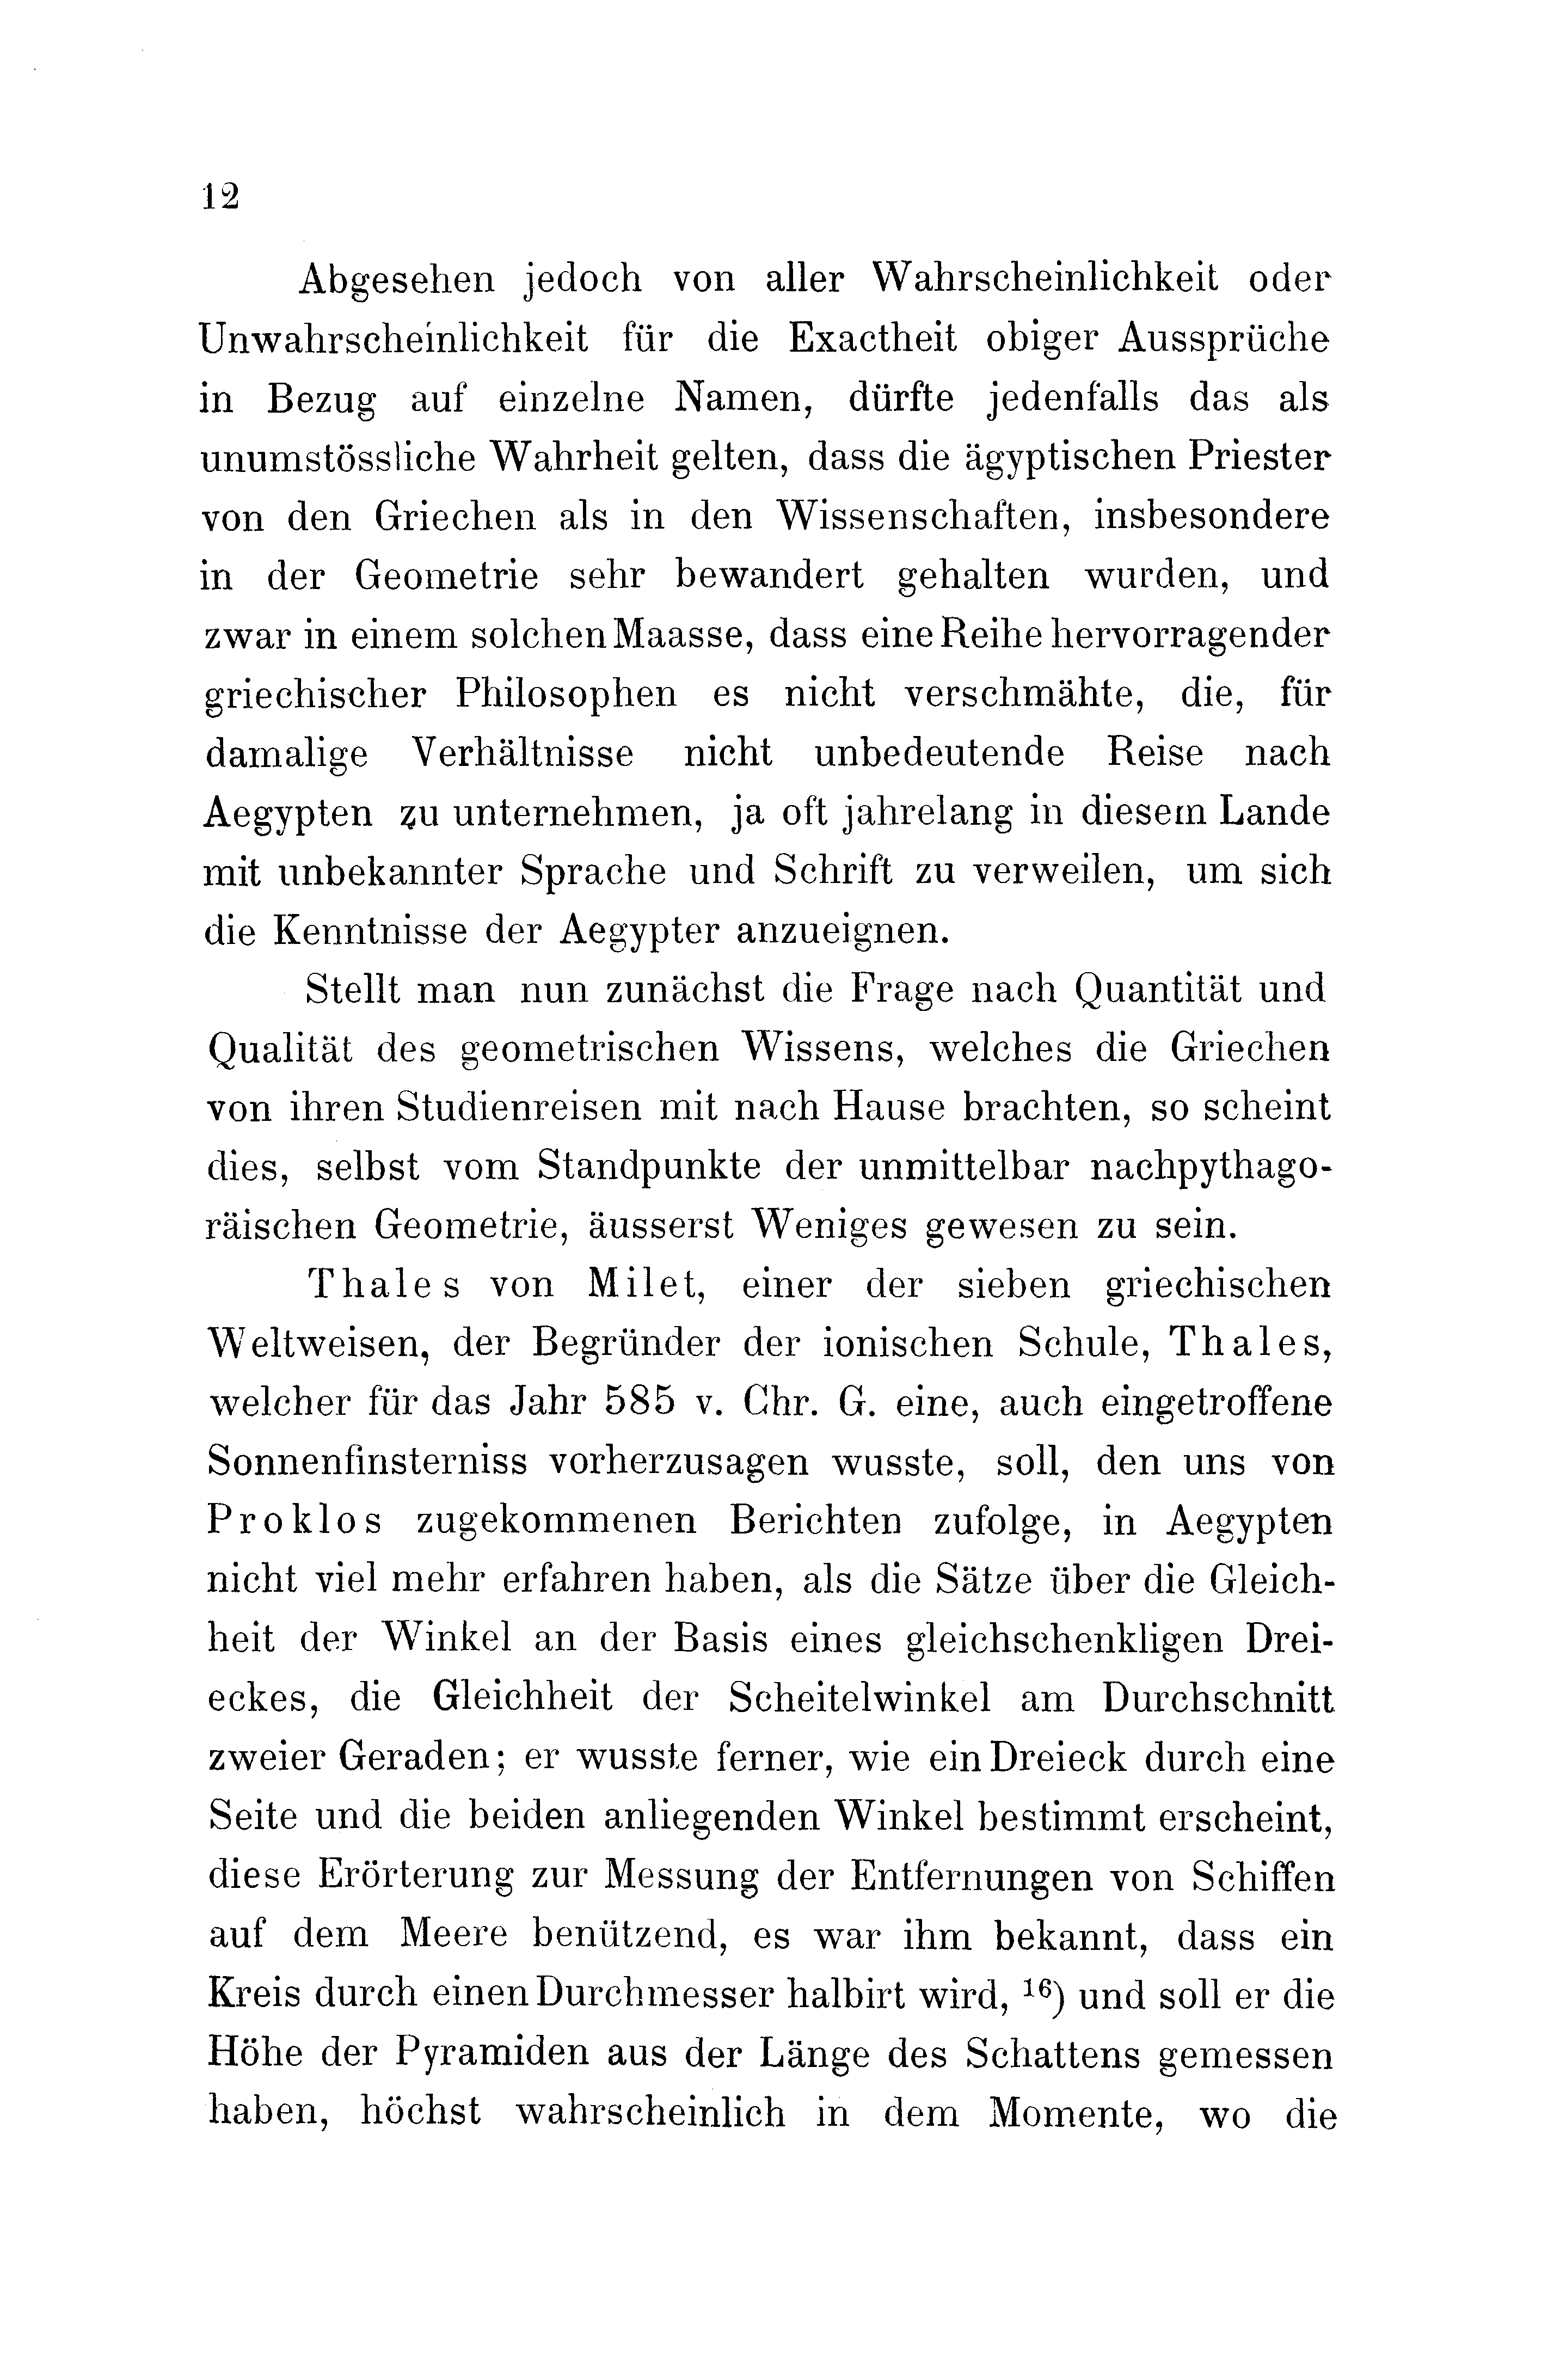 12
Abgesehen jedoch von aller Wahrscheinlichkeit oder
Unwahrscheinlichkeit für die Exactheit obiger Aussprüche
in Bezug auf einzelne Namen, dürfte jedenfalls das als
unumstössliche Wahrheit gelten, dass die ägyptischen Priester
von den Griechen als in den Wissenschaften, insbesondere
in der Geometrie sehr bewandert gehalten wurden, und
zwar in einem solchen Maasse, dass eine Reihe hervorragender
griechischer Philosophen es nicht verschmähte, die, für
damalige Verhältnisse nicht unbedeutende Reise nach
Aegypten zu unternehmen, ja oft jahrelang in diesem Lande
mit unbekannter Sprache und Schrift zu verweilen, um sich
die Kenntnisse der Aegypter anzueignen.
Stellt man nun zunächst die Frage nach Quantität und
Qualität des geometrischen Wissens, welches die Griechen
von ihren Studienreisen mit nach Hause brachten, so scheint
dies, selbst vom Standpunkte der unmittelbar nachpythago-
räischen Geometrie, äusserst Weniges gewesen zu sein.
Thales von Milet, einer der sieben griechischen
Weltweisen, der Begründer der ionischen Schule, Thales,
welcher für das Jahr 585 v. Chr. G. eine, auch eingetroffene
Sonnenfinsterniss vorherzusagen wusste, soll, den uns von
Proklos zugekommenen Berichten zufolge, in Aegypten
nicht viel mehr erfahren haben, als die Sätze über die Gleich-
heit der Winkel an der Basis eines gleichschenkligen Drei-
eckes, die Gleichheit der Scheitelwinkel am Durchschnitt
zweier Geraden; er wusste ferner, wie ein Dreieck durch eine
Seite und die beiden anliegenden Winkel bestimmt erscheint,
diese Erörterung zur Messung der Entfernungen von Schiffen
auf dem Meere benützend, es war ihm bekannt, dass ein
Kreis durch einen Durchmesser halbirt wird, ¹⁶) und soll er die
Höhe der Pyramiden aus der Länge des Schattens gemessen
haben, höchst wahrscheinlich in dem Momente, wo die